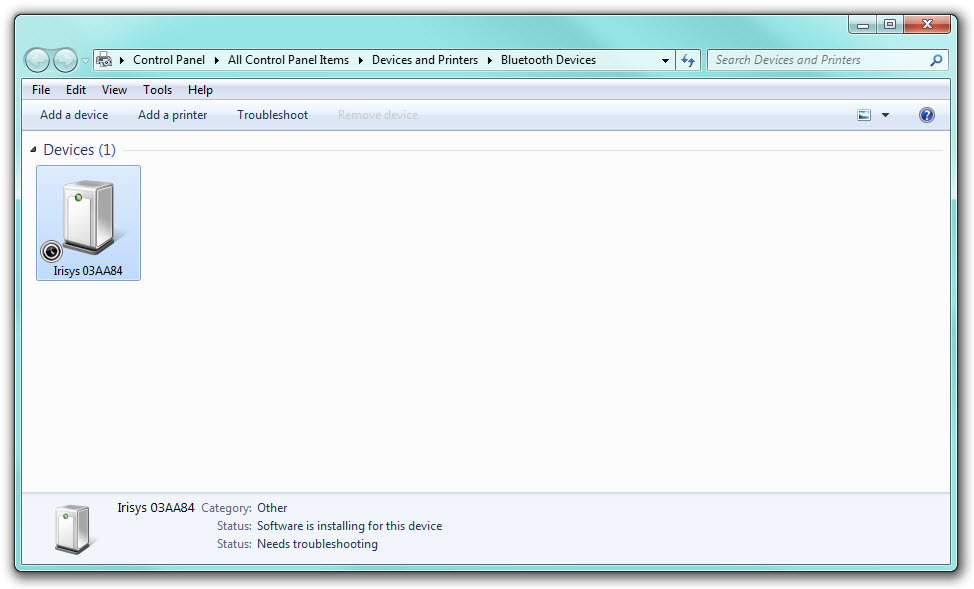 Control Panel All Control Panel Items Devices and Printers Bluetooth Devices Search Devices and Printers
File Edit View Tools Help
Add a device Add a printer Troubleshoot Remove device ?
Devices (1)
Irisys 03AA84
Irisys 03AA84 Category: Other
Status: Software is installing for this device
Status: Needs troubleshooting